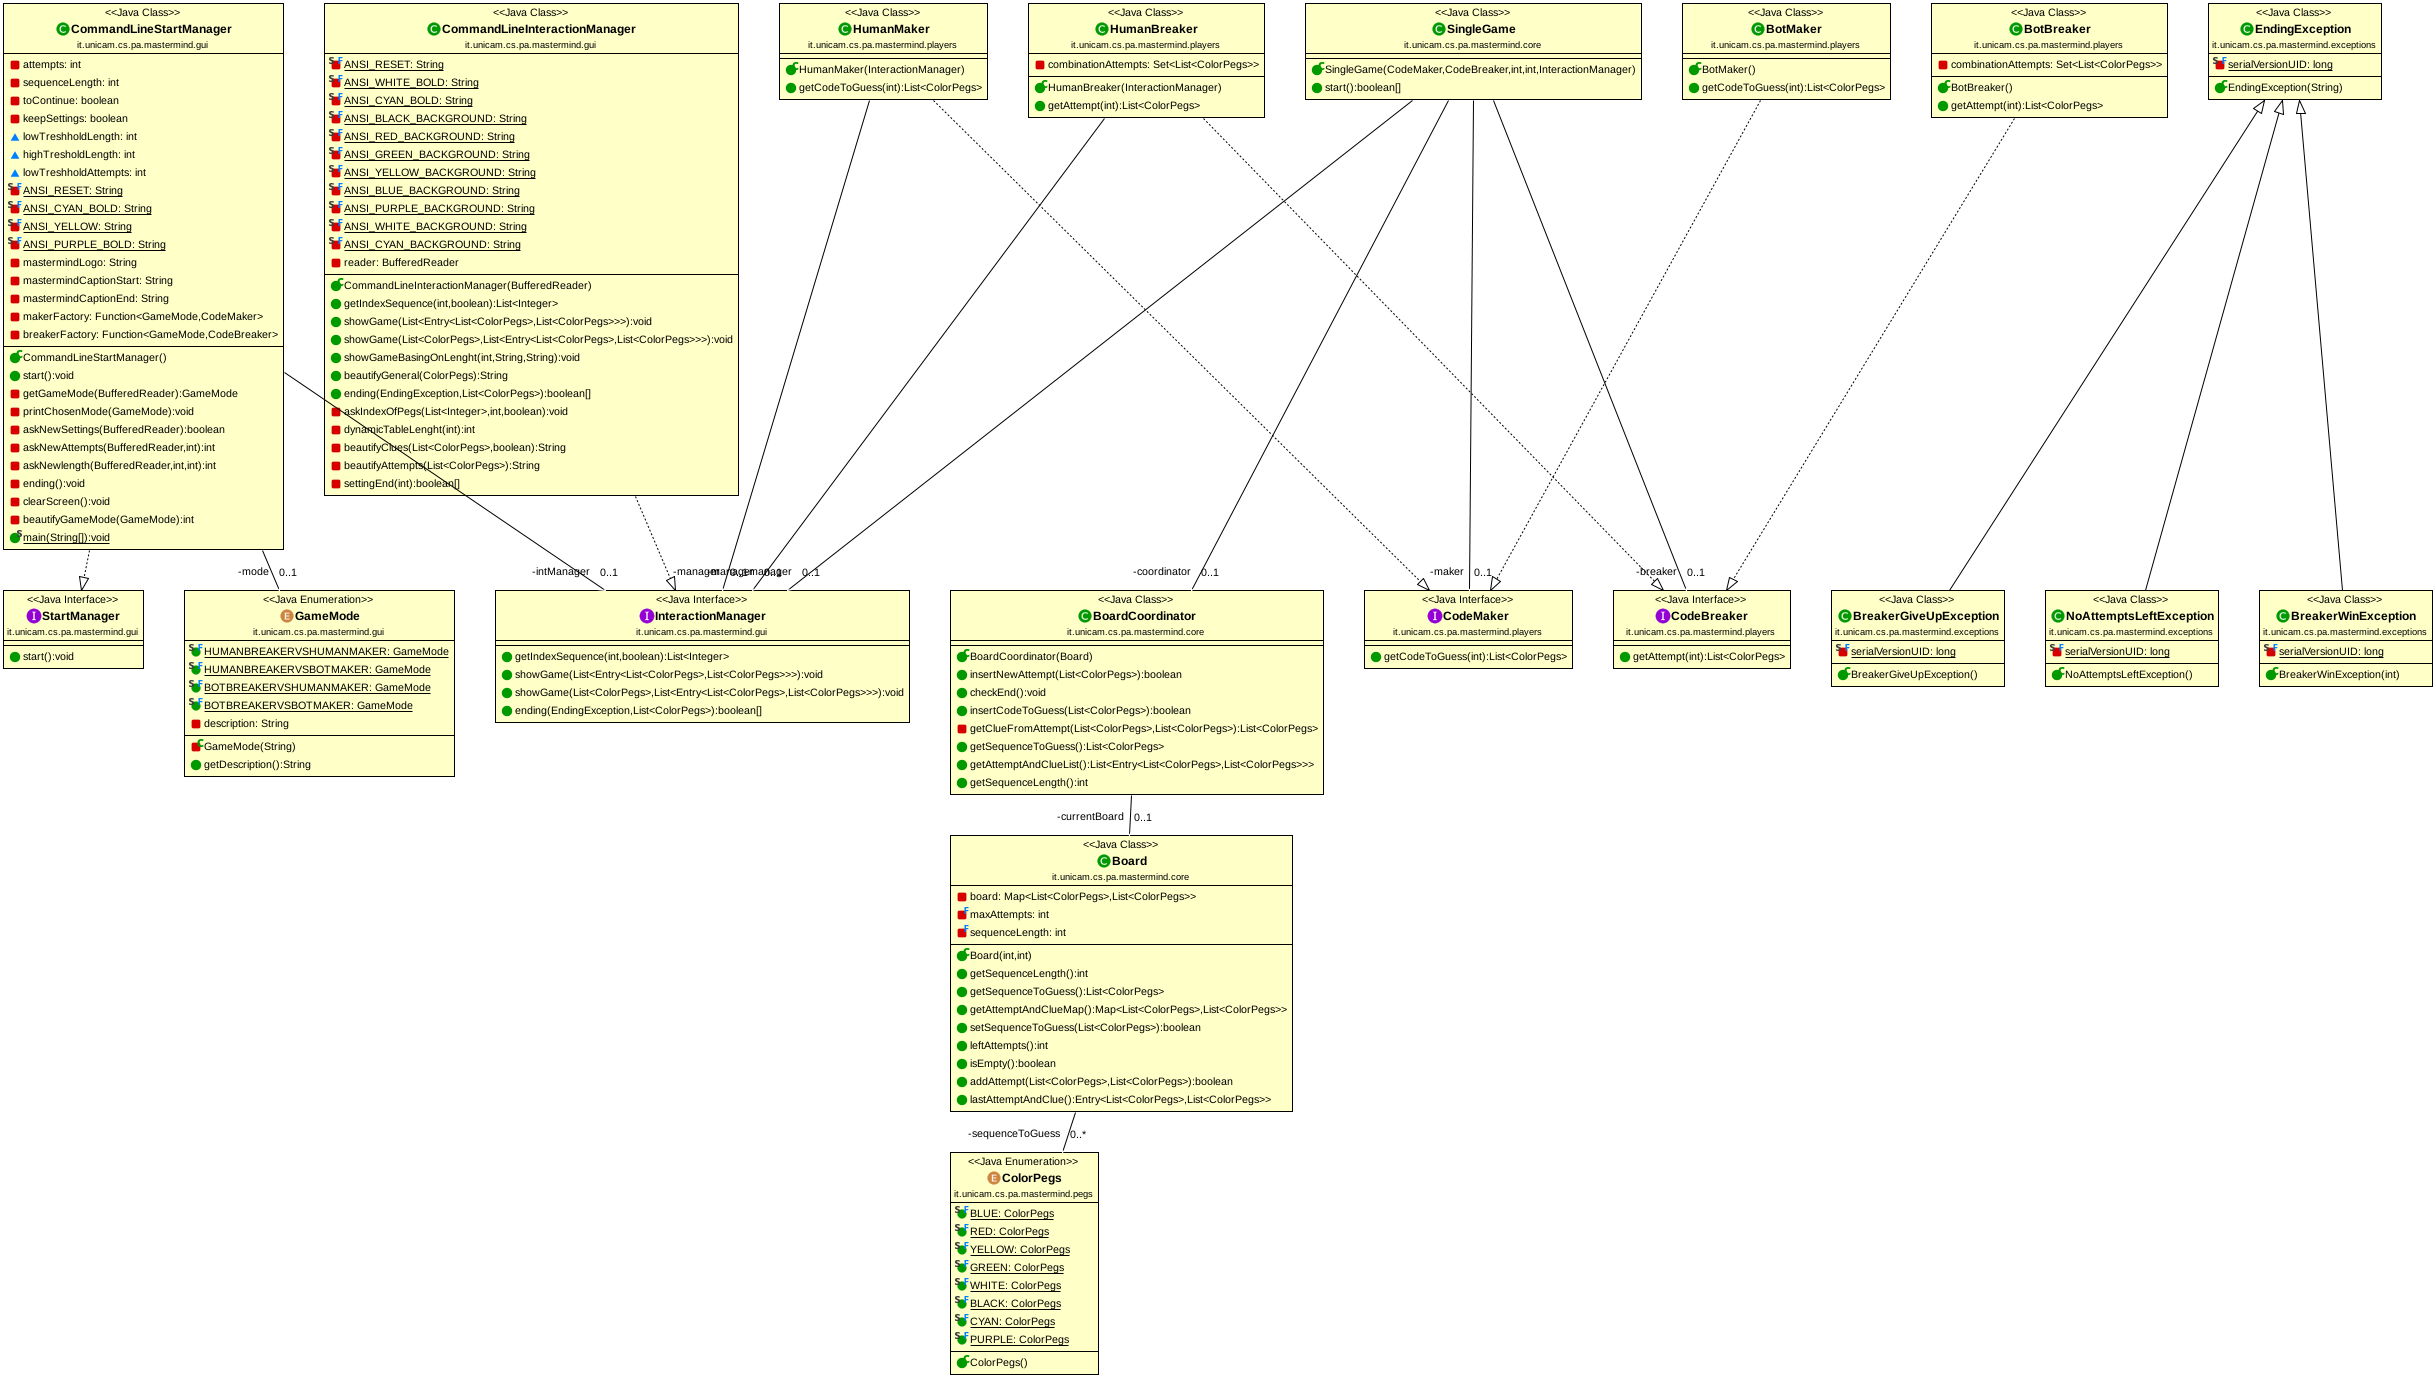 <<Java Class>>
CommandLineStartManager
it.unicam.cs.pa.mastermind.gui
attempts: int
sequenceLength: int
toContinue: boolean
keepSettings: boolean
lowTreshholdLength: int
highTresholdLength: int
lowTreshholdAttempts: int
ANSI_RESET: String
ANSI_CYAN_BOLD: String
ANSI_YELLOW: String
ANSI_PURPLE_BOLD: String
mastermindLogo: String
mastermindCaptionStart: String
mastermindCaptionEnd: String
makerFactory: Function<GameMode,CodeMaker>
breakerFactory: Function<GameMode,CodeBreaker>
CommandLineStartManager()
start():void
getGameMode(BufferedReader):GameMode
printChosenMode(GameMode):void
askNewSettings(BufferedReader):boolean
askNewAttempts(BufferedReader,int):int
askNewlength(BufferedReader,int,int):int
ending():void
clearScreen():void
beautifyGameMode(GameMode):int
main(String[]):void
<<Java Class>>
CommandLineInteractionManager
it.unicam.cs.pa.mastermind.gui
ANSI_RESET: String
ANSI_WHITE_BOLD: String
ANSI_CYAN_BOLD: String
ANSI_BLACK_BACKGROUND: String
ANSI_RED_BACKGROUND: String
ANSI_GREEN_BACKGROUND: String
ANSI_YELLOW_BACKGROUND: String
ANSI_BLUE_BACKGROUND: String
ANSI_PURPLE_BACKGROUND: String
ANSI_WHITE_BACKGROUND: String
ANSI_CYAN_BACKGROUND: String
reader: BufferedReader
CommandLineInteractionManager(BufferedReader)
getIndexSequence(int,boolean):List<Integer>
showGame(List<Entry<List<ColorPegs>,List<ColorPegs>>>):void
showGame(List<ColorPegs>,List<Entry<List<ColorPegs>,List<ColorPegs>>>):void
showGameBasingOnLenght(int,String,String):void
beautifyGeneral(ColorPegs):String
ending(EndingException,List<ColorPegs>):boolean[]
askIndexOfPegs(List<Integer>,int,boolean):void
dynamicTableLenght(int):int
beautifyClues(List<ColorPegs>,boolean):String
beautifyAttempts(List<ColorPegs>):String
settingEnd(int):boolean[]
<<Java Class>>
HumanMaker
it.unicam.cs.pa.mastermind.players
HumanMaker(InteractionManager)
getCodeToGuess(int):List<ColorPegs>
<<Java Class>>
HumanBreaker
it.unicam.cs.pa.mastermind.players
combinationAttempts: Set<List<ColorPegs>>
HumanBreaker(InteractionManager)
getAttempt(int):List<ColorPegs>
<<Java Class>>
SingleGame
it.unicam.cs.pa.mastermind.core
SingleGame(CodeMaker,CodeBreaker,int,int,InteractionManager)
start():boolean[]
<<Java Class>>
BotMaker
it.unicam.cs.pa.mastermind.players
BotMaker()
getCodeToGuess(int):List<ColorPegs>
<<Java Class>>
BotBreaker
it.unicam.cs.pa.mastermind.players
combinationAttempts: Set<List<ColorPegs>>
BotBreaker()
getAttempt(int):List<ColorPegs>
<<Java Class>>
EndingException
it.unicam.cs.pa.mastermind.exceptions
serialVersionUID: long
EndingException(String)
-mode 0..1
-intManager 0..1
-manager
-manager
0..1
-coordinator 0..1
-maker 0..1
-breaker 0..1
<<Java Interface>>
StartManager
it.unicam.cs.pa.mastermind.gui
start():void
<<Java Enumeration>>
GameMode
it.unicam.cs.pa.mastermind.gui
HUMANBREAKERVSHUMANMAKER: GameMode
HUMANBREAKERVSBOTMAKER: GameMode
BOTBREAKERVSHUMANMAKER: GameMode
BOTBREAKERVSBOTMAKER: GameMode
description: String
GameMode(String)
getDescription():String
<<Java Interface>>
InteractionManager
it.unicam.cs.pa.mastermind.gui
getIndexSequence(int,boolean):List<Integer>
showGame(List<Entry<List<ColorPegs>,List<ColorPegs>>>):void
showGame(List<ColorPegs>,List<Entry<List<ColorPegs>,List<ColorPegs>>>):void
ending(EndingException,List<ColorPegs>):boolean[]
<<Java Class>>
BoardCoordinator
it.unicam.cs.pa.mastermind.core
BoardCoordinator(Board)
insertNewAttempt(List<ColorPegs>):boolean
checkEnd():void
insertCodeToGuess(List<ColorPegs>):boolean
getClueFromAttempt(List<ColorPegs>,List<ColorPegs>):List<ColorPegs>
getSequenceToGuess():List<ColorPegs>
getAttemptAndClueList():List<Entry<List<ColorPegs>,List<ColorPegs>>>
getSequenceLength():int
<<Java Interface>>
CodeMaker
it.unicam.cs.pa.mastermind.players
getCodeToGuess(int):List<ColorPegs>
<<Java Interface>>
CodeBreaker
it.unicam.cs.pa.mastermind.players
getAttempt(int):List<ColorPegs>
<<Java Class>>
BreakerGiveUpException
it.unicam.cs.pa.mastermind.exceptions
serialVersionUID: long
BreakerGiveUpException()
<<Java Class>>
NoAttemptsLeftException
it.unicam.cs.pa.mastermind.exceptions
serialVersionUID: long
NoAttemptsLeftException()
<<Java Class>>
BreakerWinException
it.unicam.cs.pa.mastermind.exceptions
serialVersionUID: long
BreakerWinException(int)
-currentBoard 0..1
<<Java Class>>
Board
it.unicam.cs.pa.mastermind.core
board: Map<List<ColorPegs>,List<ColorPegs>>
maxAttempts: int
sequenceLength: int
Board(int,int)
getSequenceLength():int
getSequenceToGuess():List<ColorPegs>
getAttemptAndClueMap():Map<List<ColorPegs>,List<ColorPegs>>
setSequenceToGuess(List<ColorPegs>):boolean
leftAttempts():int
isEmpty():boolean
addAttempt(List<ColorPegs>,List<ColorPegs>):boolean
lastAttemptAndClue():Entry<List<ColorPegs>,List<ColorPegs>>
-sequenceToGuess 0..*
<<Java Enumeration>>
ColorPegs
it.unicam.cs.pa.mastermind.pegs
BLUE: ColorPegs
RED: ColorPegs
YELLOW: ColorPegs
GREEN: ColorPegs
WHITE: ColorPegs
BLACK: ColorPegs
CYAN: ColorPegs
PURPLE: ColorPegs
ColorPegs()